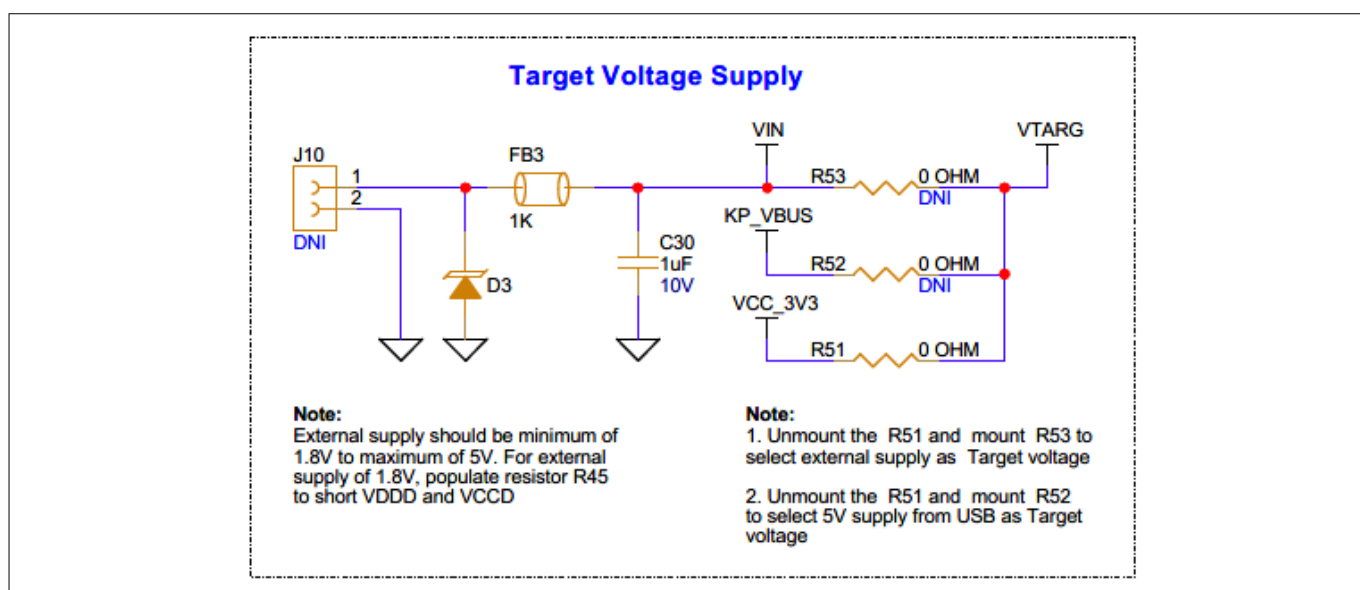 Target Voltage Supply
VIN
VTARG
J10
FB3
R53
0 OHM
1
2
DNI
KP_VBUS
DNI
1K
C30
1uF
10V
R52
0 OHM
DNI
D3
VCC_3V3
R51
0 OHM
Note:
External supply should be minimum of
1.8V to maximum of 5V. For external
supply of 1.8V, populate resistor R45
to short VDDD and VCCD
Note:
1. Unmount the R51 and mount R53 to
select external supply as Target voltage
2. Unmount the R51 and mount R52
to select 5V supply from USB as Target
voltage